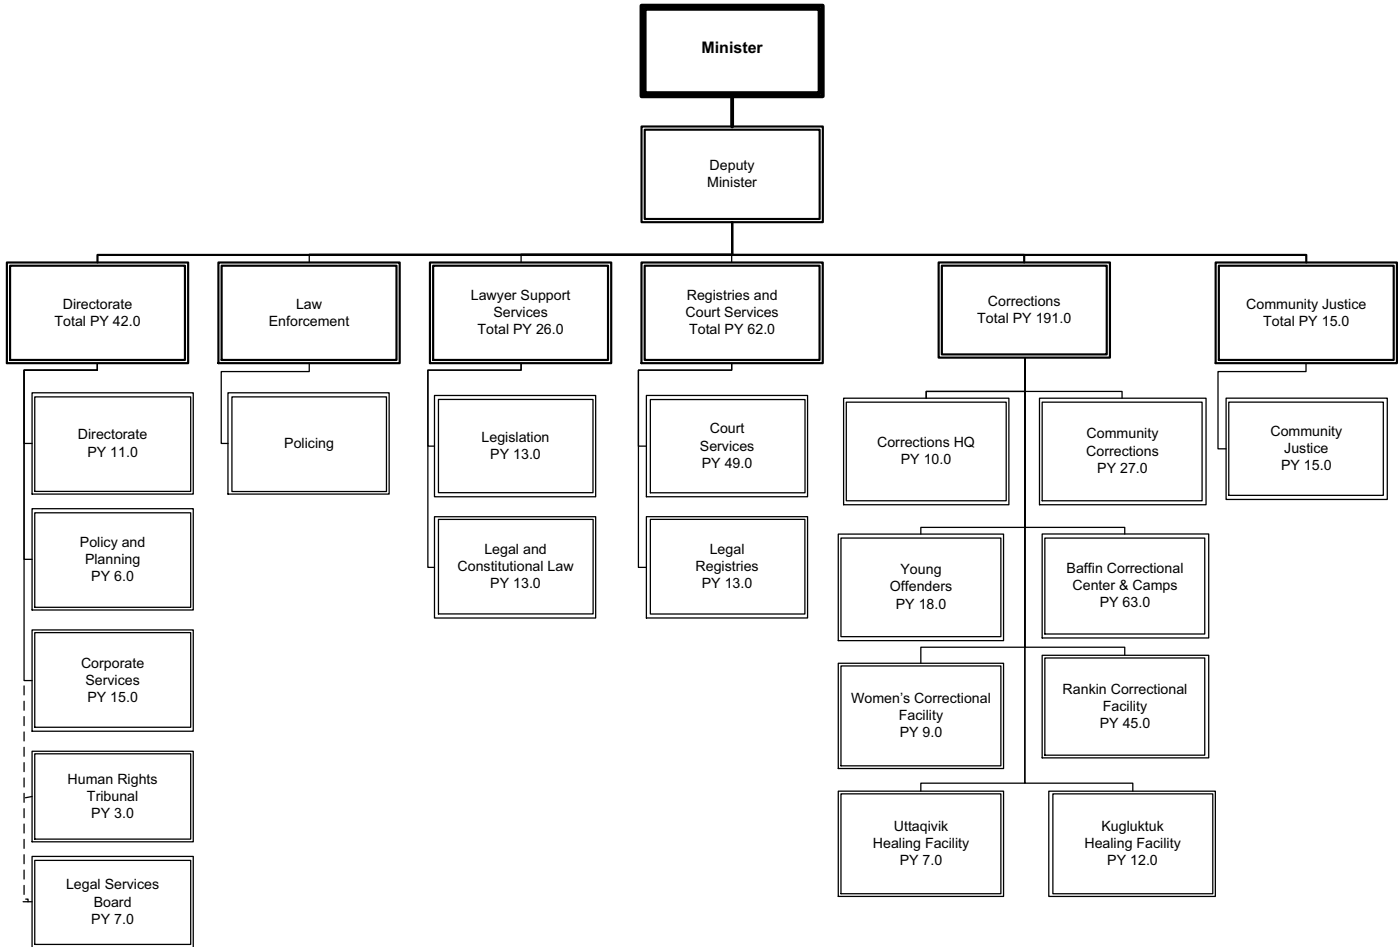 Minister
Deputy
Minister
Directorate
Total PY 42.0
Law
Enforcement
Lawyer Support
Services
Total PY 26.0
Registries and
Court Services
Total PY 62.0
Corrections
Total PY 191.0
Community Justice
Total PY 15.0
Directorate
PY 11.0
Policy and
Planning
PY 6.0
Corporate
Services
PY 15.0
Human Rights
Tribunal
PY 3.0
Legal Services
Board
PY 7.0
Policing
Legislation
PY 13.0
Legal and
Constitutional Law
PY 13.0
Court
Services
PY 49.0
Legal
Registries
PY 13.0
Corrections HQ
PY 10.0
Community
Corrections
PY 27.0
Young
Offenders
PY 18.0
Baffin Correctional
Center & Camps
PY 63.0
Women's Correctional
Facility
PY 9.0
Rankin Correctional
Facility
PY 45.0
Uttaqivik
Healing Facility
PY 7.0
Kugluktuk
Healing Facility
PY 12.0
Community
Justice
PY 15.0